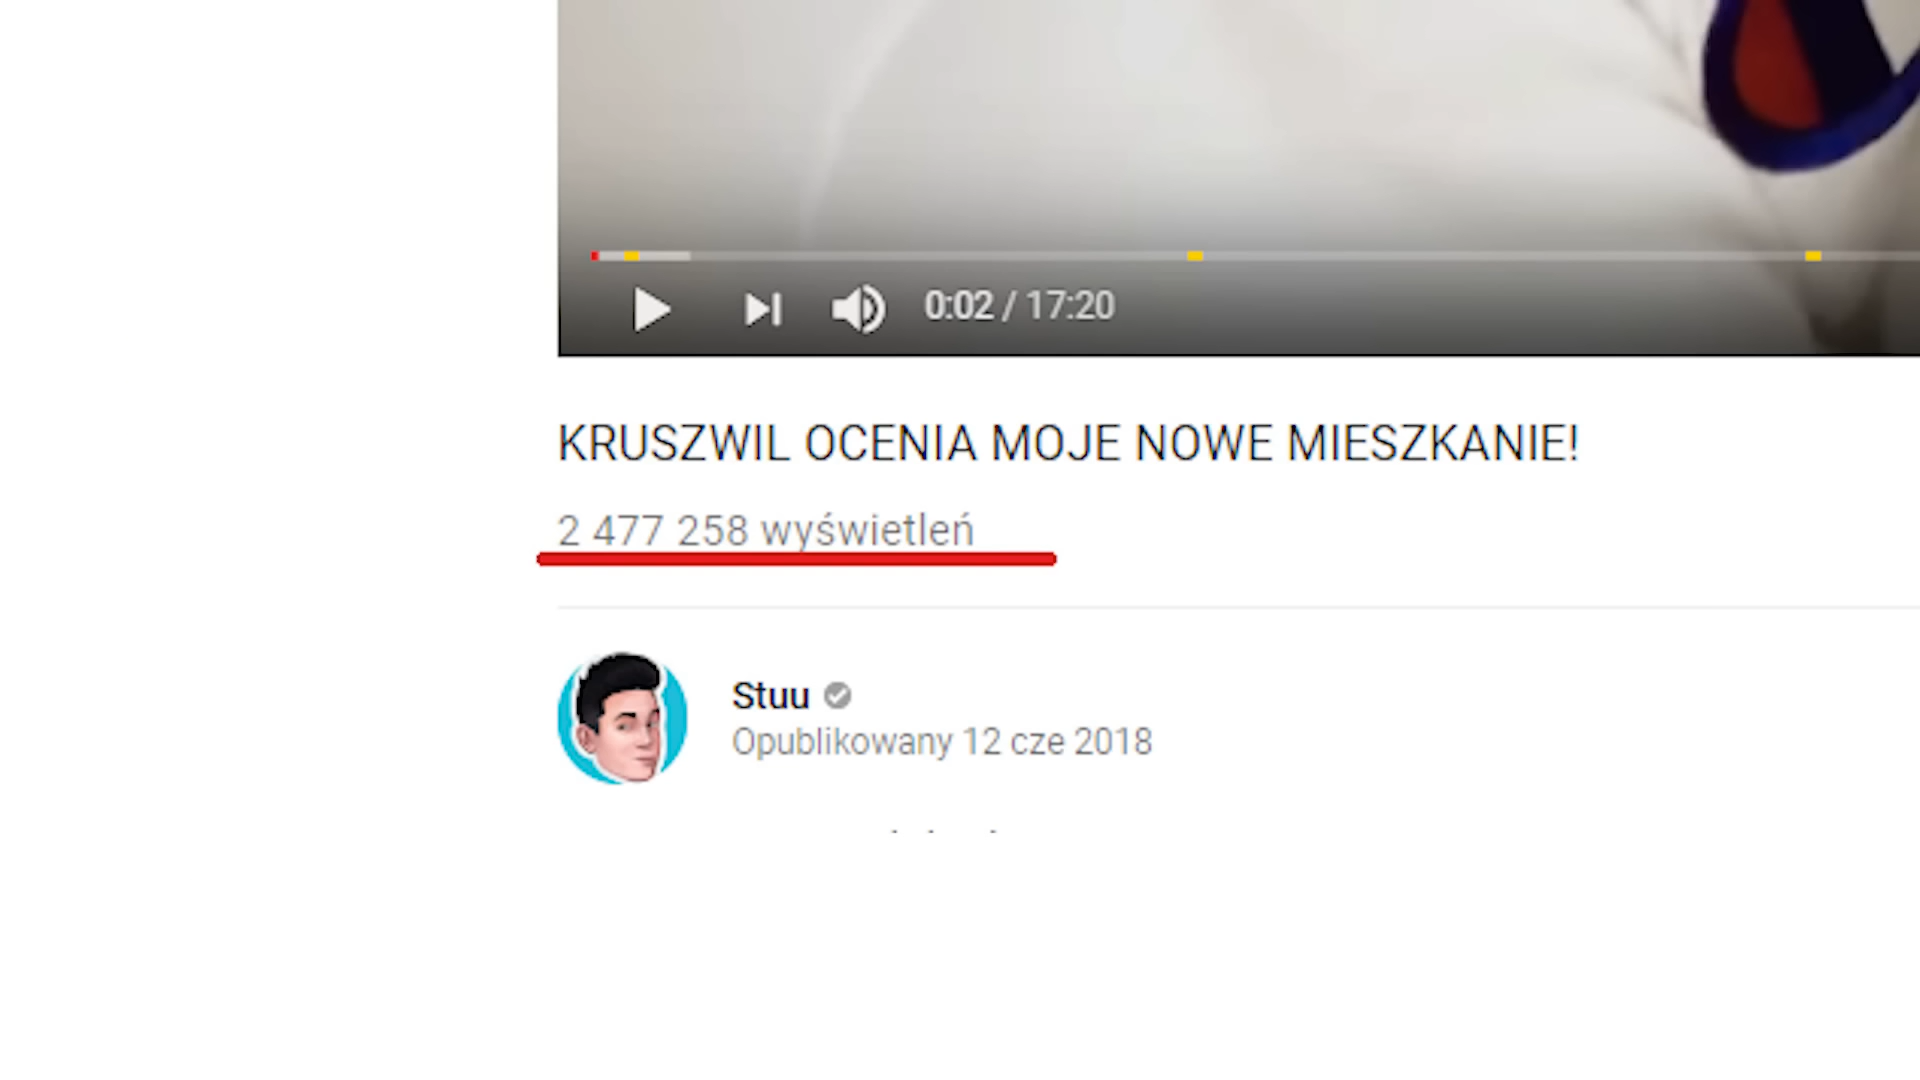 0:02 / 17:20
KRUSZWIL OCENIA MOJE NOWE MIESZKANIE!
2 477 258 wyświetleń
Stuu
Opublikowany 12 cze 2018